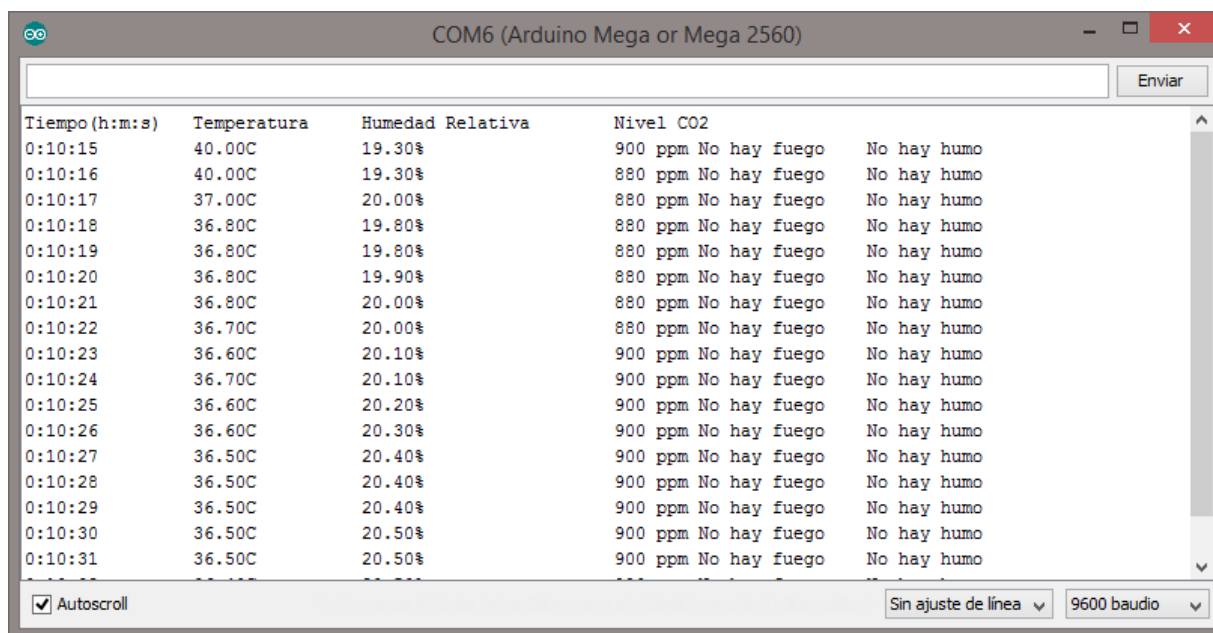 COM6 (Arduino Mega or Mega 2560)
Enviar
Tiempo(h:m:s) Temperatura Humedad Relativa Nivel CO2
0:10:15 40.00C 19.30% 900 ppm No hay fuego No hay humo
0:10:16 40.00C 19.30% 880 ppm No hay fuego No hay humo
0:10:17 37.00C 20.00% 880 ppm No hay fuego No hay humo
0:10:18 36.80C 19.80% 880 ppm No hay fuego No hay humo
0:10:19 36.80C 19.80% 880 ppm No hay fuego No hay humo
0:10:20 36.80C 19.90% 880 ppm No hay fuego No hay humo
0:10:21 36.80C 20.00% 880 ppm No hay fuego No hay humo
0:10:22 36.70C 20.00% 880 ppm No hay fuego No hay humo
0:10:23 36.60C 20.10% 900 ppm No hay fuego No hay humo
0:10:24 36.70C 20.10% 900 ppm No hay fuego No hay humo
0:10:25 36.60C 20.20% 900 ppm No hay fuego No hay humo
0:10:26 36.60C 20.30% 900 ppm No hay fuego No hay humo
0:10:27 36.50C 20.40% 900 ppm No hay fuego No hay humo
0:10:28 36.50C 20.40% 900 ppm No hay fuego No hay humo
0:10:29 36.50C 20.40% 900 ppm No hay fuego No hay humo
0:10:30 36.50C 20.50% 900 ppm No hay fuego No hay humo
0:10:31 36.50C 20.50% 900 ppm No hay fuego No hay humo
Autoscroll Sin ajuste de línea 9600 baudio